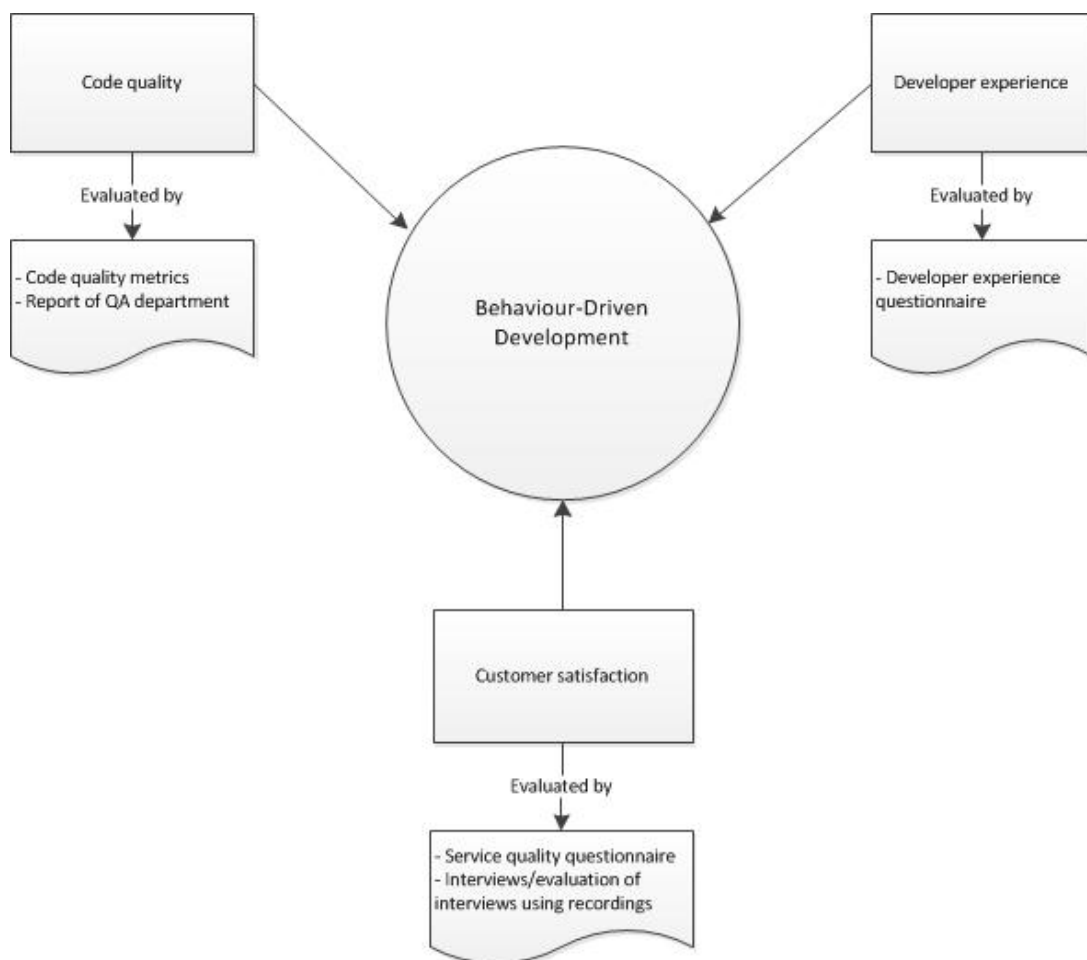 Code quality
Developer experience
Evaluated by
Evaluated by
- Code quality metrics
- Report of QA department
- Developer experience
questionnaire
Behaviour-Driven
Development
Customer satisfaction
Evaluated by
- Service quality questionnaire
- Interviews/evaluation of
interviews using recordings